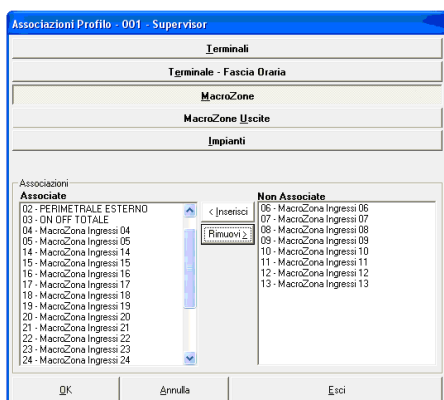 Associazioni Profilo - 001 - Supervisor
Terminali
Terminale - Fascia Oraria
MacroZone
MacroZone Uscite
Impianti
Associazioni
Associate
02 - PERIMETRALE ESTERNO
03 - ON OFF TOTALE
04 - MacroZona Ingressi 04
05 - MacroZona Ingressi 05
14 - MacroZona Ingressi 14
15 - MacroZona Ingressi 15
16 - MacroZona Ingressi 16
17 - MacroZona Ingressi 17
18 - MacroZona Ingressi 18
19 - MacroZona Ingressi 19
20 - MacroZona Ingressi 20
21 - MacroZona Ingressi 21
22 - MacroZona Ingressi 22
23 - MacroZona Ingressi 23
24 - MacroZona Ingressi 24
< Inserisci
Rimuovi >
Non Associate
06 - MacroZona Ingressi 06
07 - MacroZona Ingressi 07
08 - MacroZona Ingressi 08
09 - MacroZona Ingressi 09
10 - MacroZona Ingressi 10
11 - MacroZona Ingressi 11
12 - MacroZona Ingressi 12
13 - MacroZona Ingressi 13
OK
Annulla
Esci